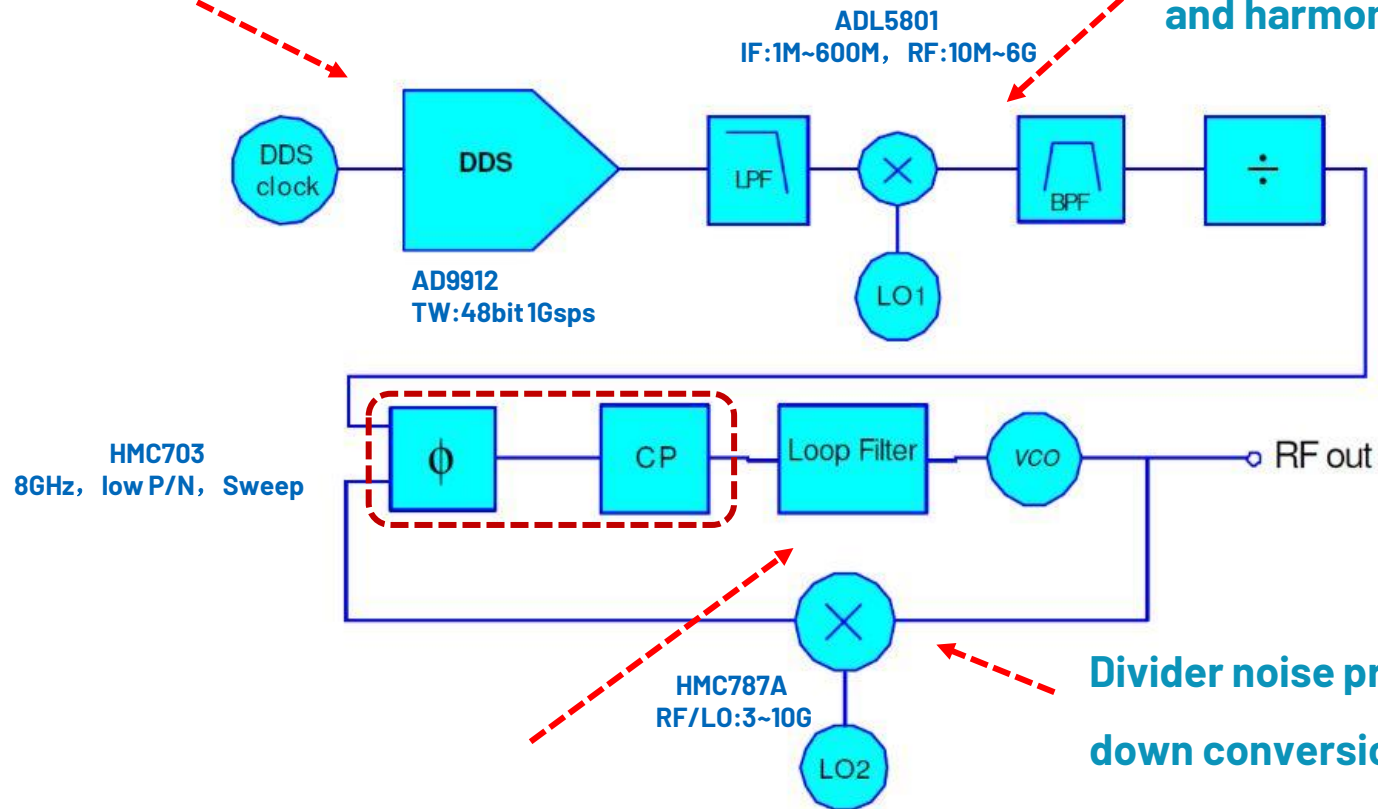 and harmor
ADL5801
IF:1M~600M, RF:10M~6G
DDS
clock
DDS
LPF
BPF
÷
AD9912
TW:48bit 1Gsps
LO1
HMC703
8GHz, low P/N, Sweep
ϕ
CP
Loop Filter
VCO
RF out
HMC787A
RF/LO:3~10G
LO2
Divider noise pr
down conversio